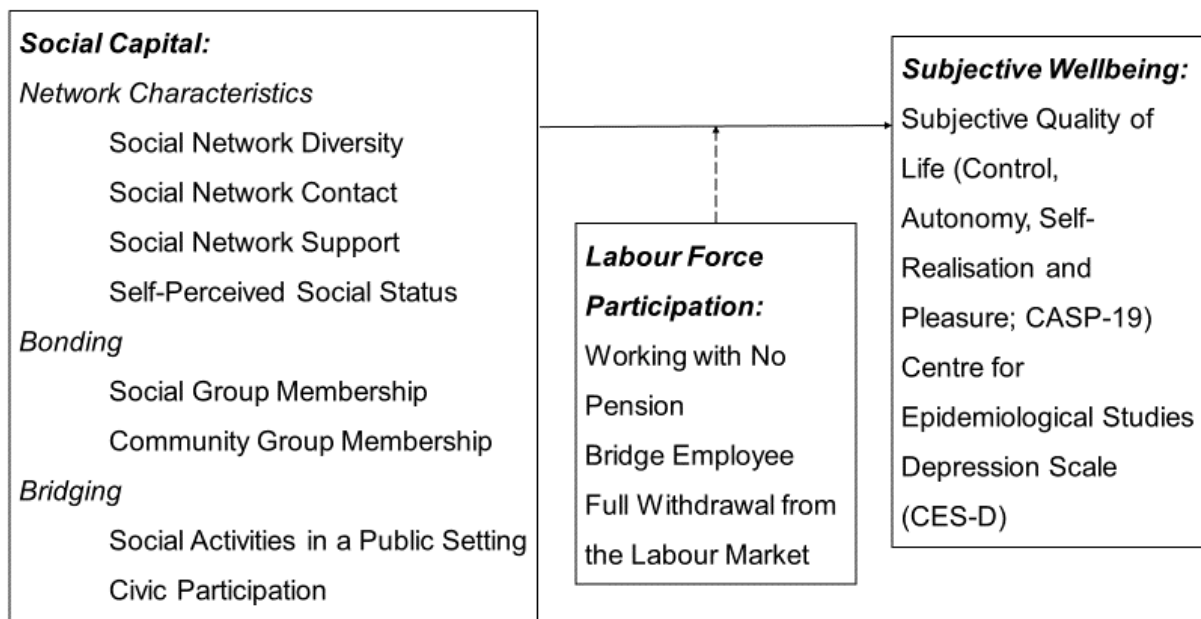 Social Capital:
Network Characteristics
Social Network Diversity
Social Network Contact
Social Network Support
Self-Perceived Social Status
Bonding
Social Group Membership
Community Group Membership
Bridging
Social Activities in a Public Setting
Civic Participation
Labour Force
Participation:
Working with No
Pension
Bridge Employee
Full Withdrawal from
the Labour Market
Subjective Wellbeing:
Subjective Quality of
Life (Control,
Autonomy, Self-
Realisation and
Pleasure; CASP-19)
Centre for
Epidemiological Studies
Depression Scale
(CES-D)